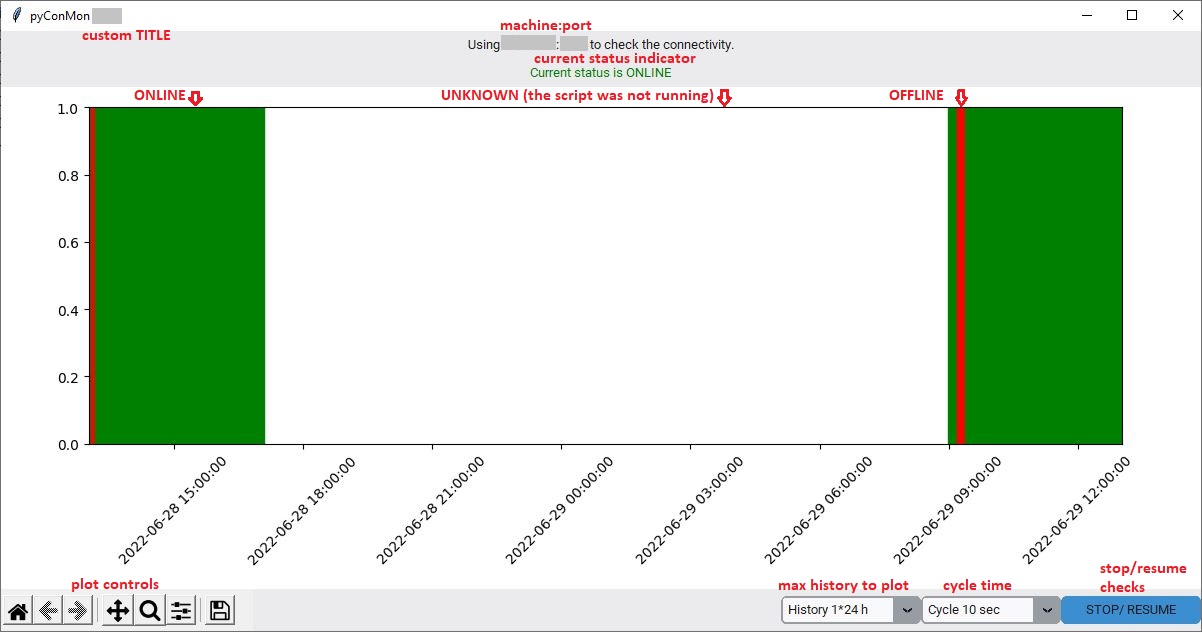 pyConMon
custom TITLE
machine:port
Using : to check the connectivity.
current status indicator
Current status is ONLINE
ONLINE
UNKNOWN (the script was not running)
OFFLINE
1.0
0.8
0.6
0.4
0.2
0.0
2022-06-28 15:00:00
2022-06-28 18:00:00
2022-06-28 21:00:00
2022-06-29 00:00:00
2022-06-29 03:00:00
2022-06-29 06:00:00
2022-06-29 09:00:00
2022-06-29 12:00:00
plot controls
max history to plot
cycle time
stop/resume
checks
History 1*24 h
Cycle 10 sec
STOP/ RESUME